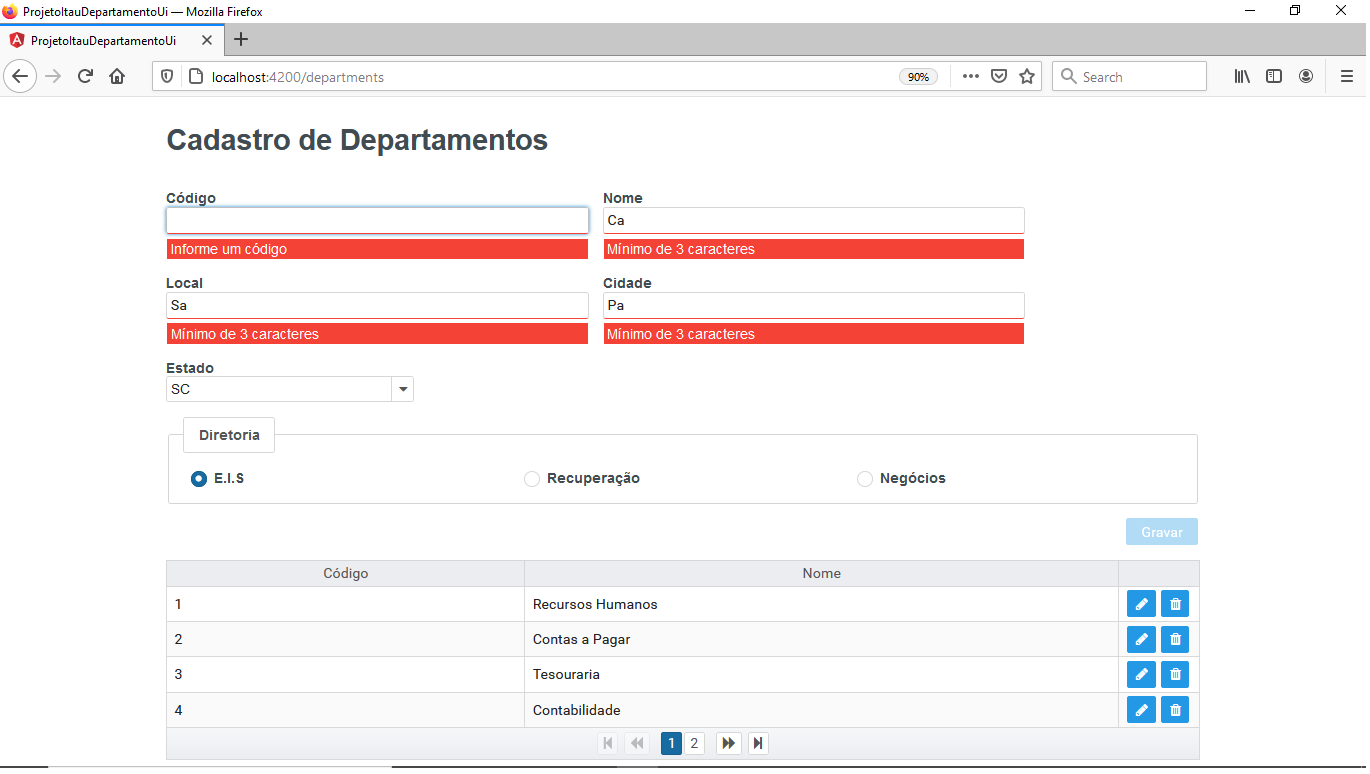 ProjetoItauDepartamentoUi — Mozilla Firefox
ProjetoItauDepartamentoUi
localhost:4200/departments
90%
Search
Cadastro de Departamentos
Código
Nome
Ca
Informe um código
Mínimo de 3 caracteres
Local
Cidade
Sa
Pa
Mínimo de 3 caracteres
Mínimo de 3 caracteres
Estado
SC
Diretoria
E.I.S
Recuperação
Negócios
Gravar
Código
Nome
1
Recursos Humanos
2
Contas a Pagar
3
Tesouraria
4
Contabilidade
1
2